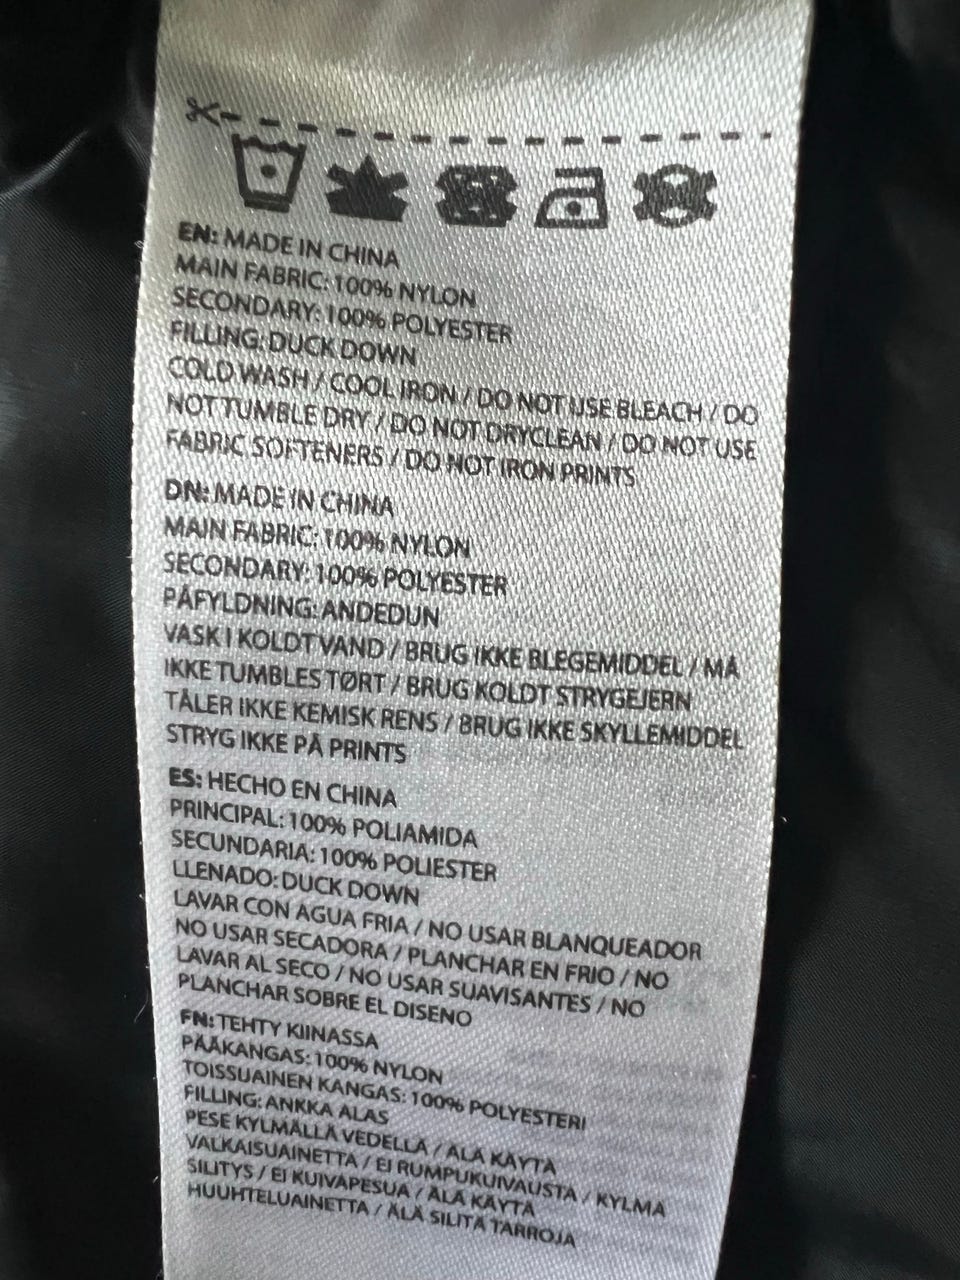 EN: MADE IN CHINA
MAIN FABRIC: 100% NYLON
SECONDARY: 100% POLYESTER
FILLING: DUCK DOWN
COLD WASH / COOL IRON / DO NOT USE BLEACH / DO
NOT TUMBLE DRY / DO NOT DRYCLEAN / DO NOT USE
FABRIC SOFTENERS / DO NOT IRON PRINTS
DN: MADE IN CHINA
MAIN FABRIC: 100% NYLON
SECONDARY: 100% POLYESTER
PÅFYLDNING: ANDEDUN
VASK I KOLDT VAND / BRUG IKKE BLEGEMIDDEL / MÅ
IKKE TUMBLES TØRT / BRUG KOLDT STRYGEJERN
TÅLER IKKE KEMISK RENS / BRUG IKKE SKYLLEMIDDEL
STRYG IKKE PÅ PRINTS
ES: HECHO EN CHINA
PRINCIPAL: 100% POLIAMIDA
SECUNDARIA: 100% POLIESTER
LLENADO: DUCK DOWN
LAVAR CON AGUA FRIA / NO USAR BLANQUEADOR
NO USAR SECADORA / PLANCHAR EN FRIO / NO
LAVAR AL SECO / NO USAR SUAVISANTES / NO
PLANCHAR SOBRE EL DISENO
FN: TEHTY KIINASSA
PÄÄKANGAS: 100% NYLON
TOISSUAINEN KANGAS: 100% POLYESTERI
FILLING: ANKKA ALAS
PESE KYLMÄLLÄ VEDELLÄ / ÄLÄ KÄYTÄ
VALKAISUAINETTA / EI RUMPUKUIVAUSTA / KYLMÄ
SILITYS / EI KUIVAPESUA / ÄLÄ KÄYTÄ
HUUHTELUAINETTA / ÄLÄ SILITÄ TARROJA